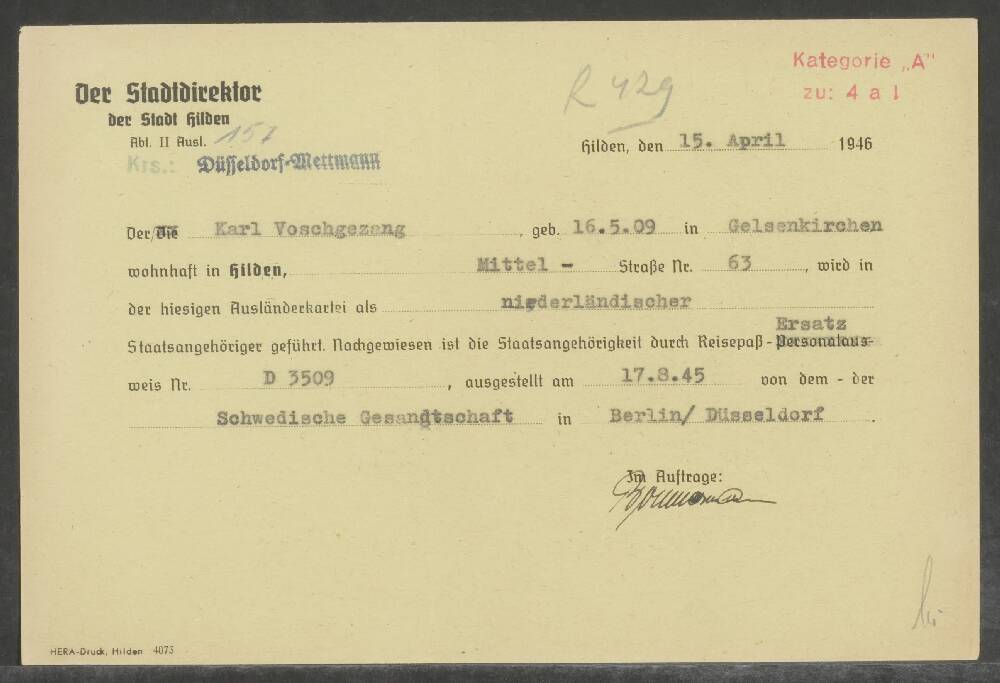 Kategorie „A"
zu: 4 a 1
R 429
Der Stadtdirektor
der Stadt Hilden
Abt. II Ausl. 157
Krs.: Düsseldorf-Mettmann
Hilden, den 15. April 1946
Der/Die Karl Voschgezang, geb. 16.5.09 in Gelsenkirchen
wohnhaft in Hilden, Mittel - Straße Nr. 63, wird in
der hiesigen Ausländerkartei als niederländischer
Ersatz
Staatsangehöriger geführt. Nachgewiesen ist die Staatsangehörigkeit durch Reisepaß - Personalaus-
weis Nr. D 3509, ausgestellt am 17.8.45 von dem - der
Schwedische Gesandtschaft in Berlin/ Düsseldorf.
Im Auftrage:
HERA-Druck, Hilden 4073